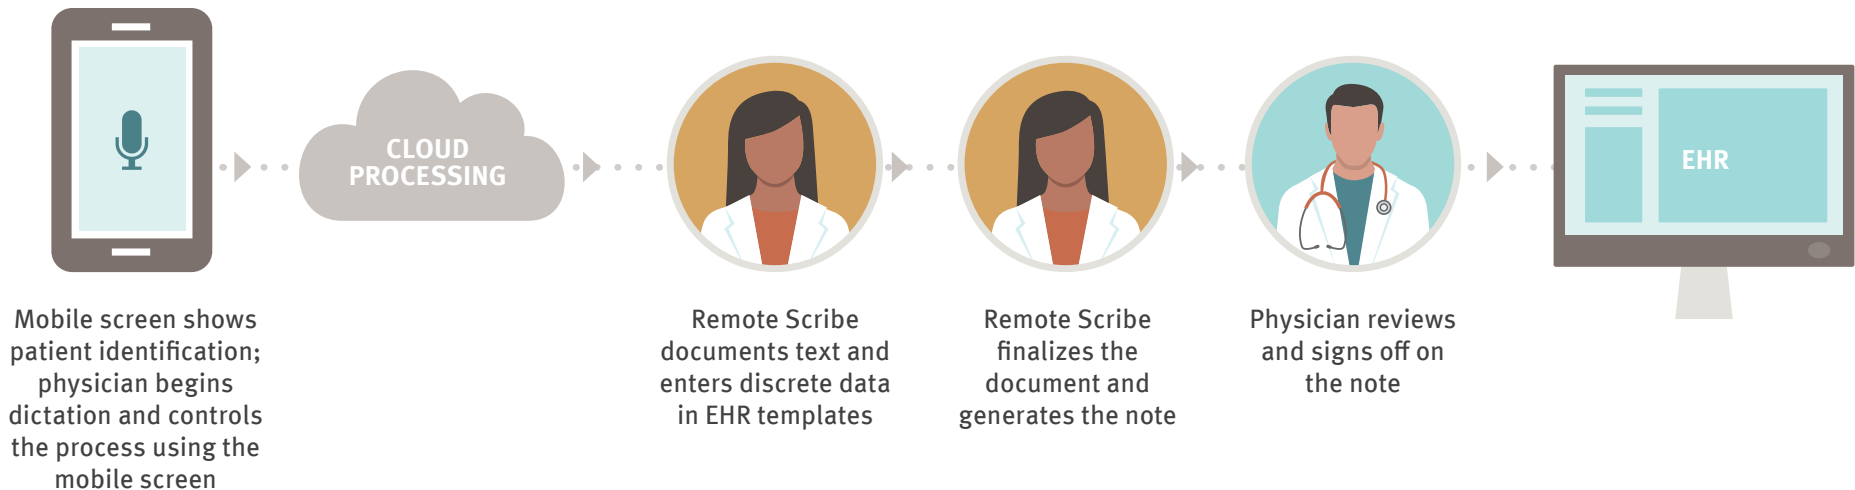 CLOUD
PROCESSING
EHR
Mobile screen shows
patient identification;
physician begins
dictation and controls
the process using the
mobile screen
Remote Scribe
documents text and
enters discrete data
in EHR templates
Remote Scribe
finalizes the
document and
generates the note
Physician reviews
and signs off on
the note